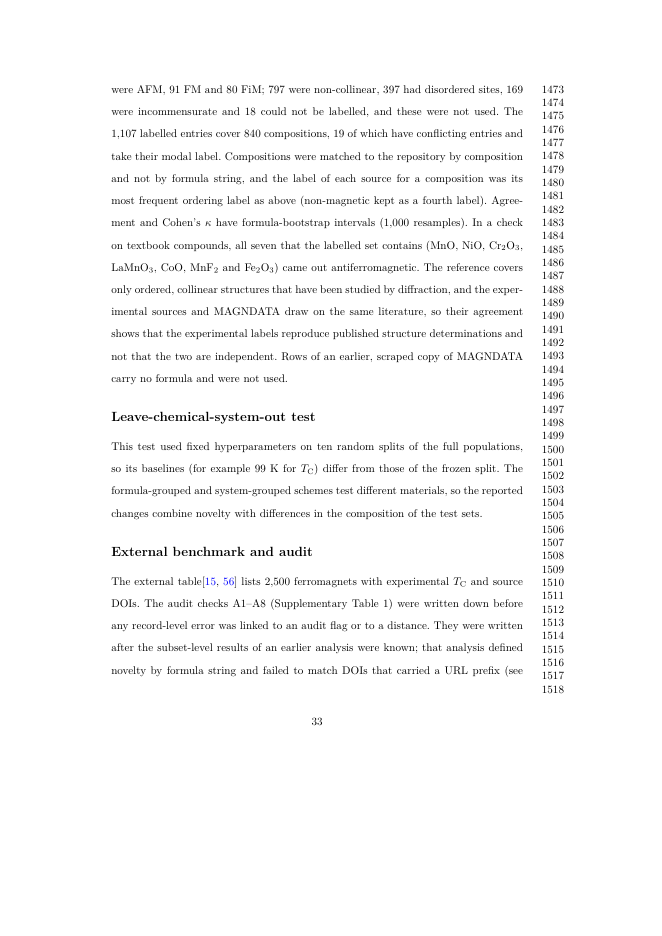 were AFM, 91 FM and 80 FiM; 797 were non-collinear, 397 had disordered sites, 169
were incommensurate and 18 could not be labelled, and these were not used. The
1,107 labelled entries cover 840 compositions, 19 of which have conflicting entries and
take their modal label. Compositions were matched to the repository by composition
and not by formula string, and the label of each source for a composition was its
most frequent ordering label as above (non-magnetic kept as a fourth label). Agree-
ment and Cohen's κ have formula-bootstrap intervals (1,000 resamples). In a check
on textbook compounds, all seven that the labelled set contains (MnO, NiO, Cr₂O₃,
LaMnO₃, CoO, MnF₂ and Fe₂O₃) came out antiferromagnetic. The reference covers
only ordered, collinear structures that have been studied by diffraction, and the exper-
imental sources and MAGNDATA draw on the same literature, so their agreement
shows that the experimental labels reproduce published structure determinations and
not that the two are independent. Rows of an earlier, scraped copy of MAGNDATA
carry no formula and were not used.
Leave-chemical-system-out test
This test used fixed hyperparameters on ten random splits of the full populations,
so its baselines (for example 99 K for T_C) differ from those of the frozen split. The
formula-grouped and system-grouped schemes test different materials, so the reported
changes combine novelty with differences in the composition of the test sets.
External benchmark and audit
The external table[15, 56] lists 2,500 ferromagnets with experimental T_C and source
DOIs. The audit checks A1–A8 (Supplementary Table 1) were written down before
any record-level error was linked to an audit flag or to a distance. They were written
after the subset-level results of an earlier analysis were known; that analysis defined
novelty by formula string and failed to match DOIs that carried a URL prefix (see
1473
1474
1475
1476
1477
1478
1479
1480
1481
1482
1483
1484
1485
1486
1487
1488
1489
1490
1491
1492
1493
1494
1495
1496
1497
1498
1499
1500
1501
1502
1503
1504
1505
1506
1507
1508
1509
1510
1511
1512
1513
1514
1515
1516
1517
1518
33